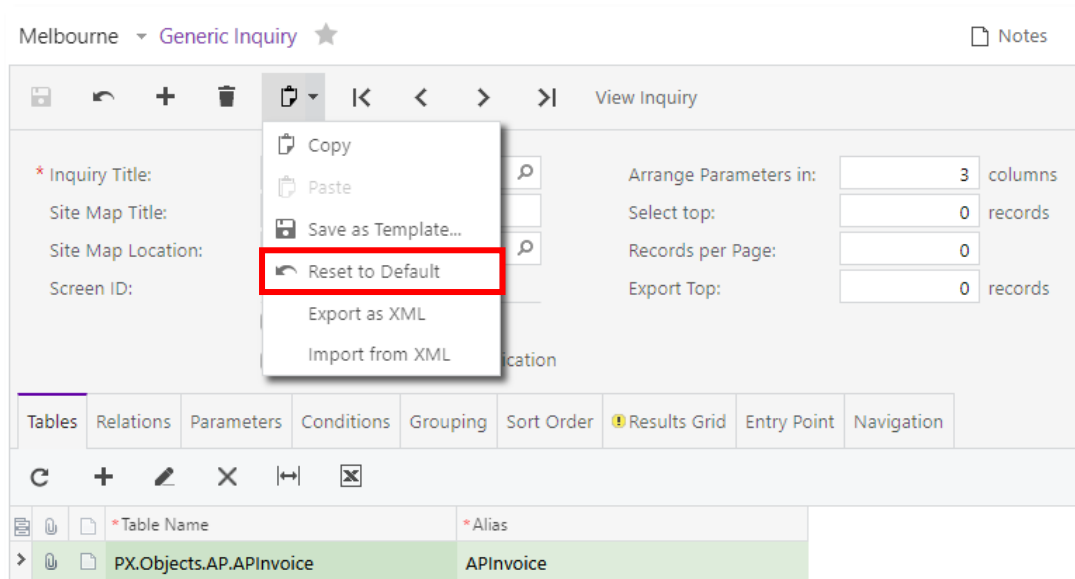 Melbourne Generic Inquiry Notes
View Inquiry
Copy
Paste
Save as Template...
Reset to Default
Export as XML
Import from XML
* Inquiry Title:
Site Map Title:
Site Map Location:
Screen ID:
Arrange Parameters in: 3 columns
Select top: 0 records
Records per Page: 0
Export Top: 0 records
ication
Tables Relations Parameters Conditions Grouping Sort Order Results Grid Entry Point Navigation
* Table Name * Alias
PX.Objects.AP.APInvoice APInvoice